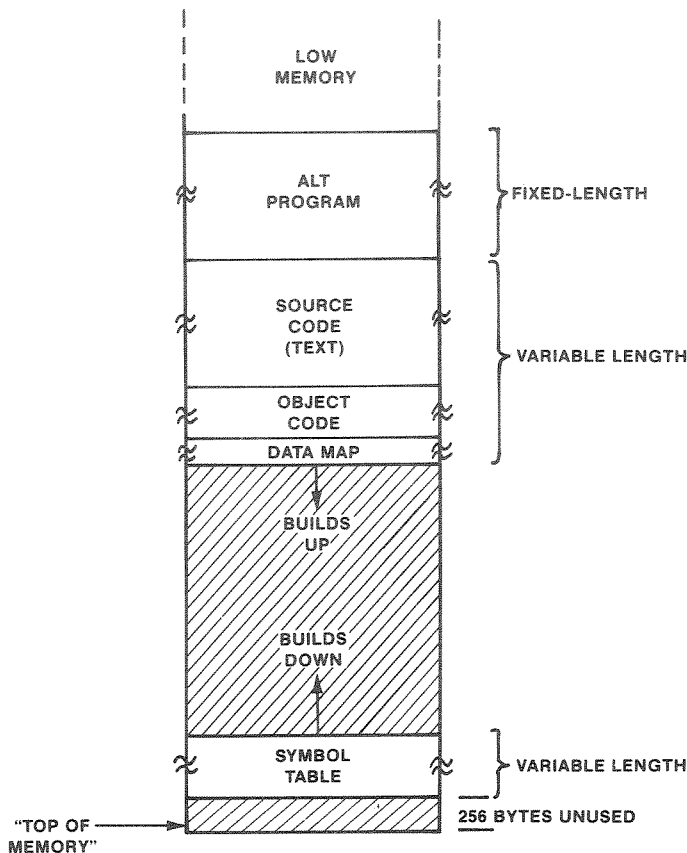 LOW
MEMORY
ALT
PROGRAM
FIXED-LENGTH
SOURCE
CODE
(TEXT)
VARIABLE LENGTH
OBJECT
CODE
DATA MAP
BUILDS
UP
BUILDS
DOWN
SYMBOL
TABLE
VARIABLE LENGTH
256 BYTES UNUSED
"TOP OF
MEMORY"